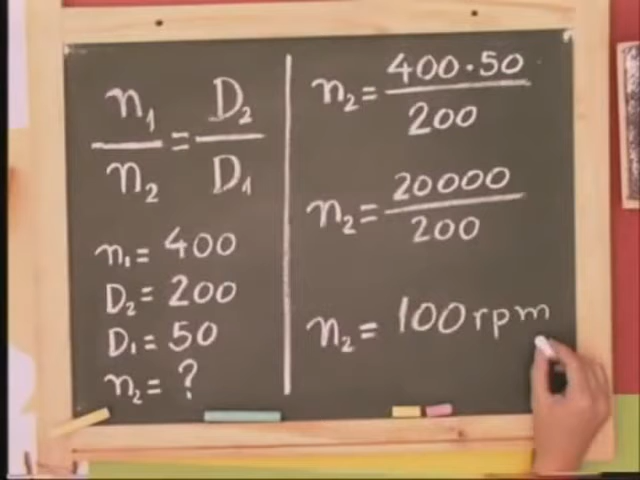 n₁/n₂ = D₂/D₁
n₁ = 400
D₂ = 200
D₁ = 50
n₂ = ?
n₂ = 400·50/200
n₂ = 20000/200
n₂ = 100 rpm